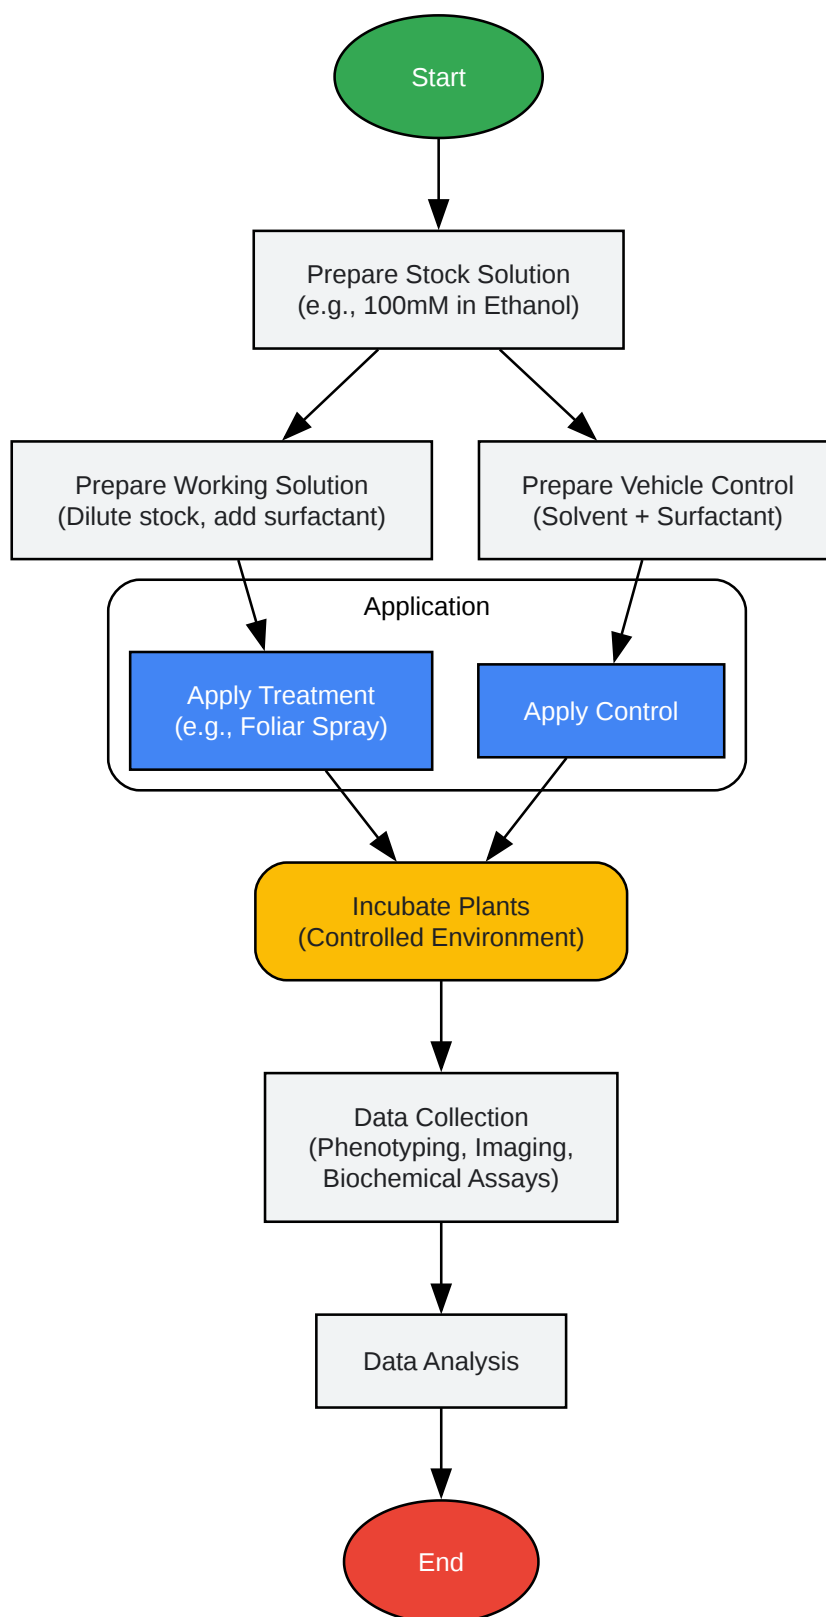 Start
Prepare Stock Solution
(e.g., 100mM in Ethanol)
Prepare Working Solution
(Dilute stock, add surfactant)
Prepare Vehicle Control
(Solvent + Surfactant)
Application
Apply Treatment
(e.g., Foliar Spray)
Apply Control
Incubate Plants
(Controlled Environment)
Data Collection
(Phenotyping, Imaging,
Biochemical Assays)
Data Analysis
End